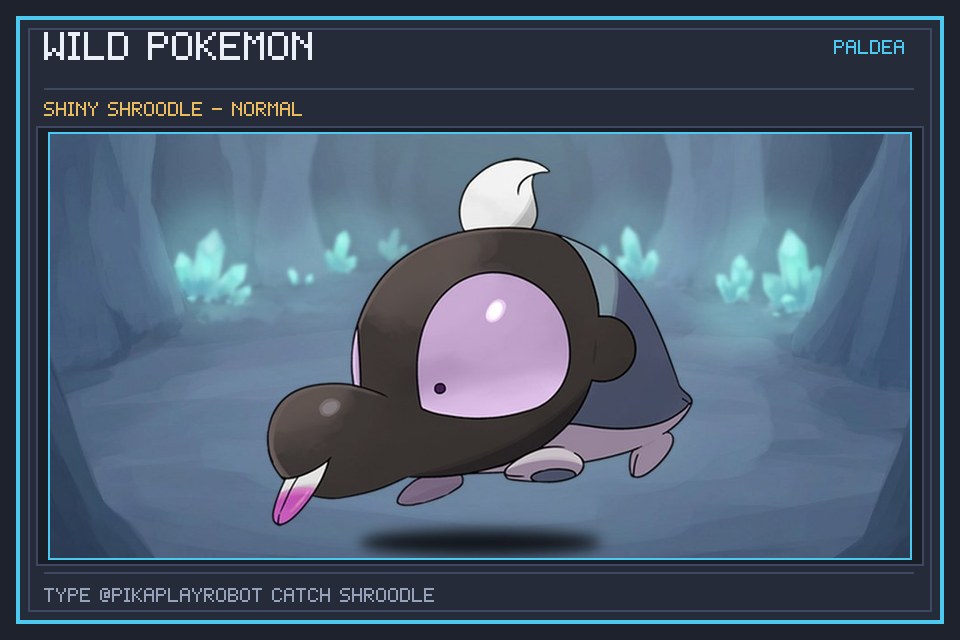 WILD POKEMON
PALDEA
SHINY SHROODLE - NORMAL
TYPE @PIKAPLAYROBOT CATCH SHROODLE